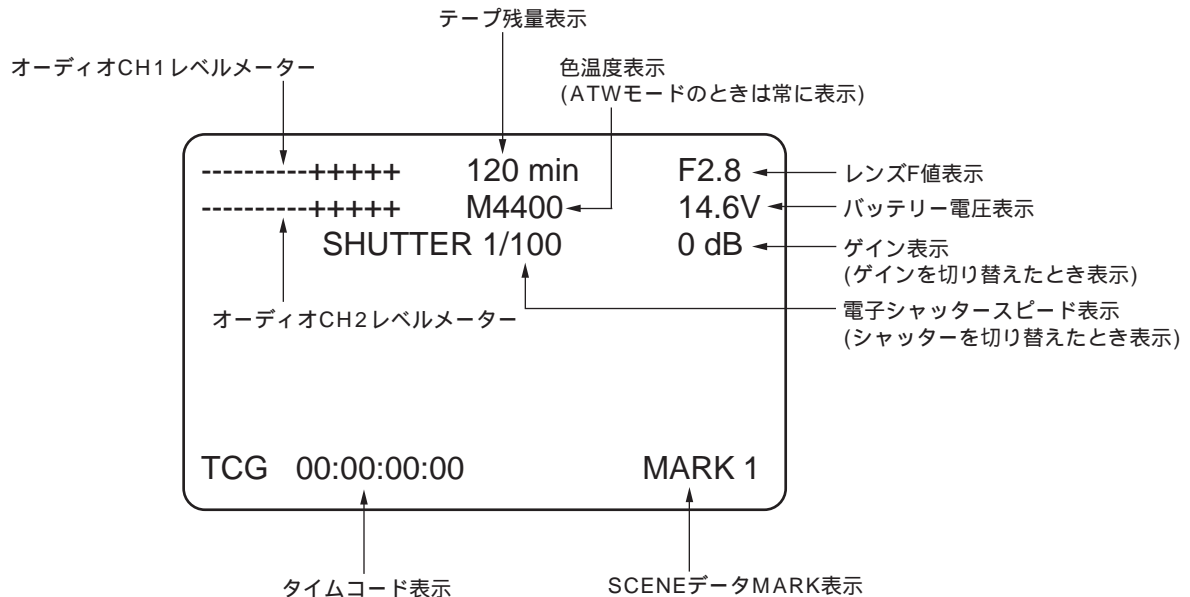 テープ残量表示
オーディオCH1レベルメーター
色温度表示
(ATWモードのときは常に表示)
----------+++++ 120 min F2.8
レンズF値表示
----------+++++ M4400 14.6V
バッテリー電圧表示
SHUTTER 1/100 0 dB
ゲイン表示
(ゲインを切り替えたとき表示)
オーディオCH2レベルメーター
電子シャッタースピード表示
(シャッターを切り替えたとき表示)
TCG 00:00:00:00 MARK 1
タイムコード表示
SCENEデータMARK表示